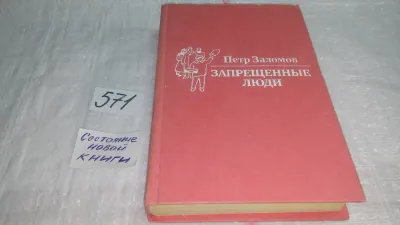 Петр Заломов
ЗАПРЕЩЕННЫЕ
ЛЮДИ
571
Состояние
новой
книги